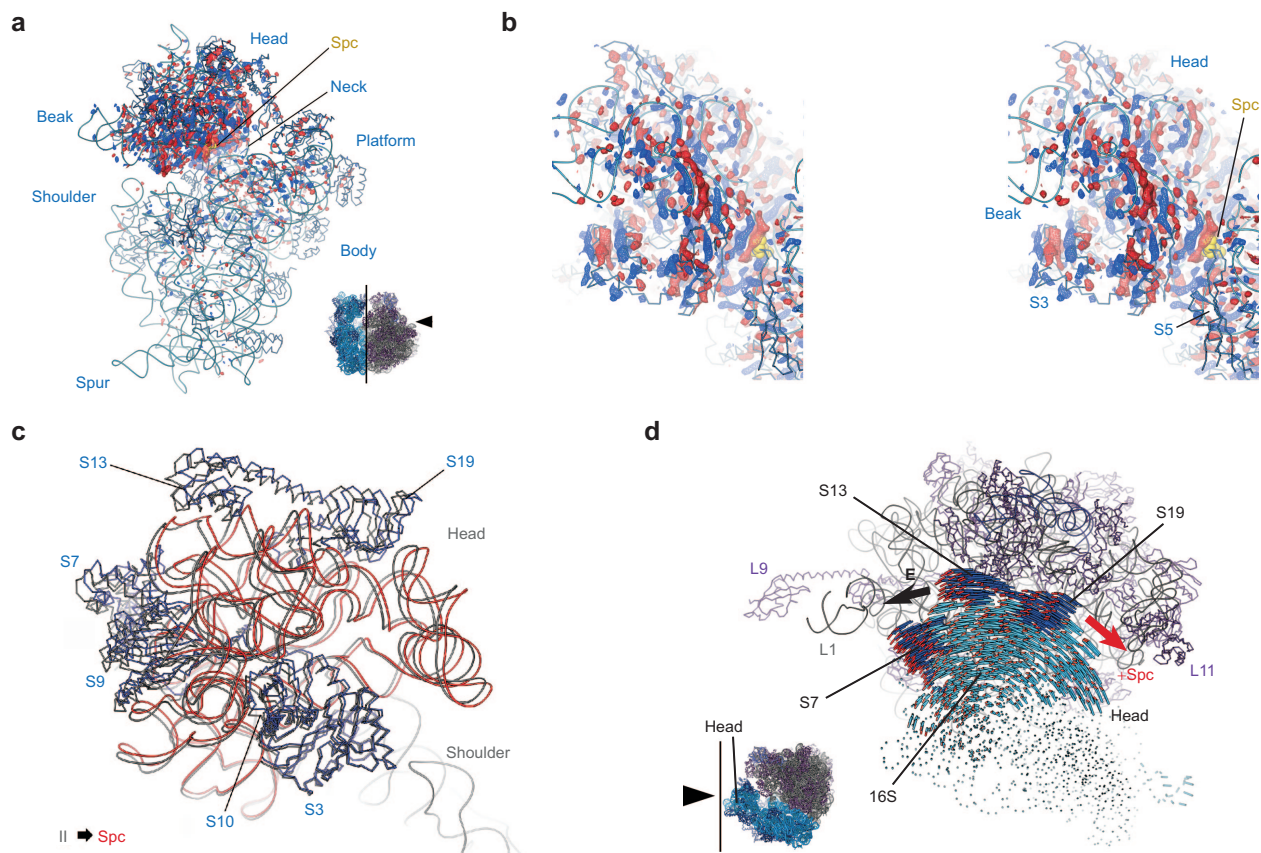 a
Head
Spc
Neck
Beak
Platform
Shoulder
Body
Spur
b
Head
Spc
Beak
S3
S5
c
S13
S19
Head
S7
S9
Shoulder
S10
S3
II Spc
d
S13
S19
L9
E
L1
+Spc
L11
S7
Head
Head
16S